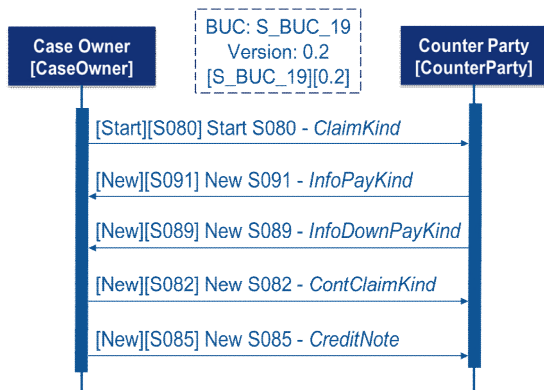 Case Owner
[CaseOwner]
BUC: S_BUC_19
Version: 0.2
[S_BUC_19][0.2]
Counter Party
[CounterParty]
[Start][S080] Start S080 - ClaimKind
[New][S091] New S091 - InfoPayKind
[New][S089] New S089 - InfoDownPayKind
[New][S082] New S082 - ContClaimKind
[New][S085] New S085 - CreditNote